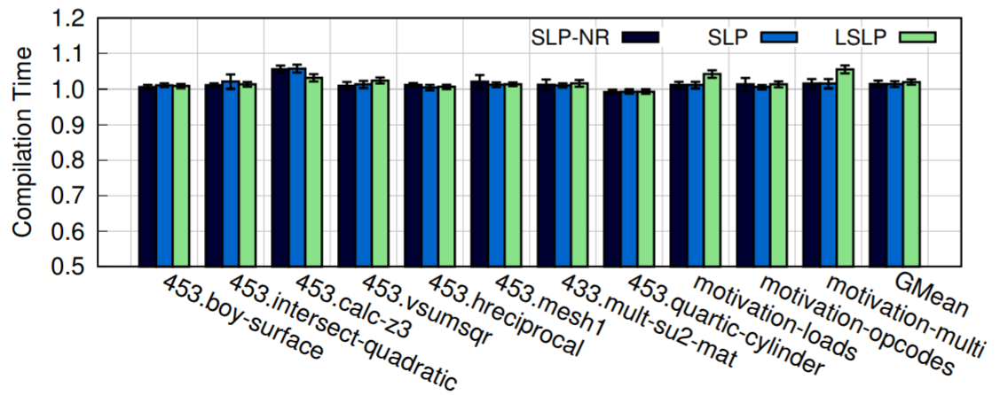 SLP-NR SLP LSLP
Compilation Time
1.2
1.1
1.0
0.9
0.8
0.7
0.6
0.5
453.boy-surface
453.intersect-quadratic
453.calc-z3
453.vsumsqr
453.hreciprocal
453.mesh1
433.mult-su2-mat
453.quartic-cylinder
motivation-loads
motivation-opcodes
motivation-multi
GMean